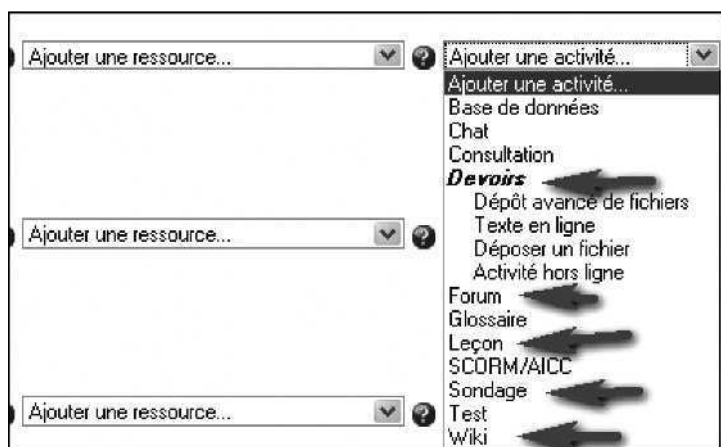 Ajouter une ressource... Ajouter une activité...
Ajouter une activité...
Base de données
Chat
Consultation
Devoirs
Dépôt avancé de fichiers
Texte en ligne
Ajouter une ressource...
Déposer un fichier
Activité hors ligne
Forum
Glossaire
Leçon
SCORM/AICC
Sondage
Ajouter une ressource...
Test
Wiki